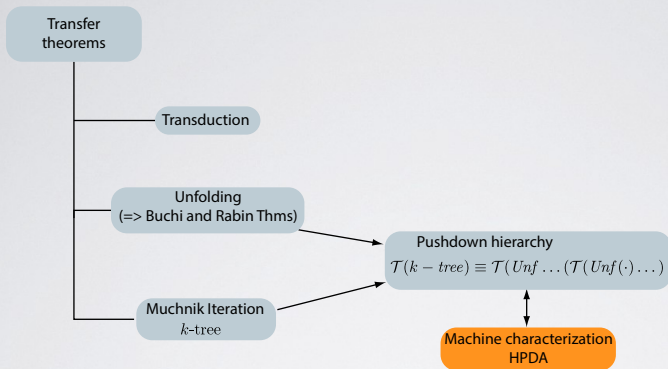 Transfer
theorems
Transduction
Unfolding
(=> Buchi and Rabin Thms)
Pushdown hierarchy
𝒯(k − tree) ≡ 𝒯(Unf … (𝒯(Unf(·) …)
Muchnik Iteration
k-tree
Machine characterization
HPDA